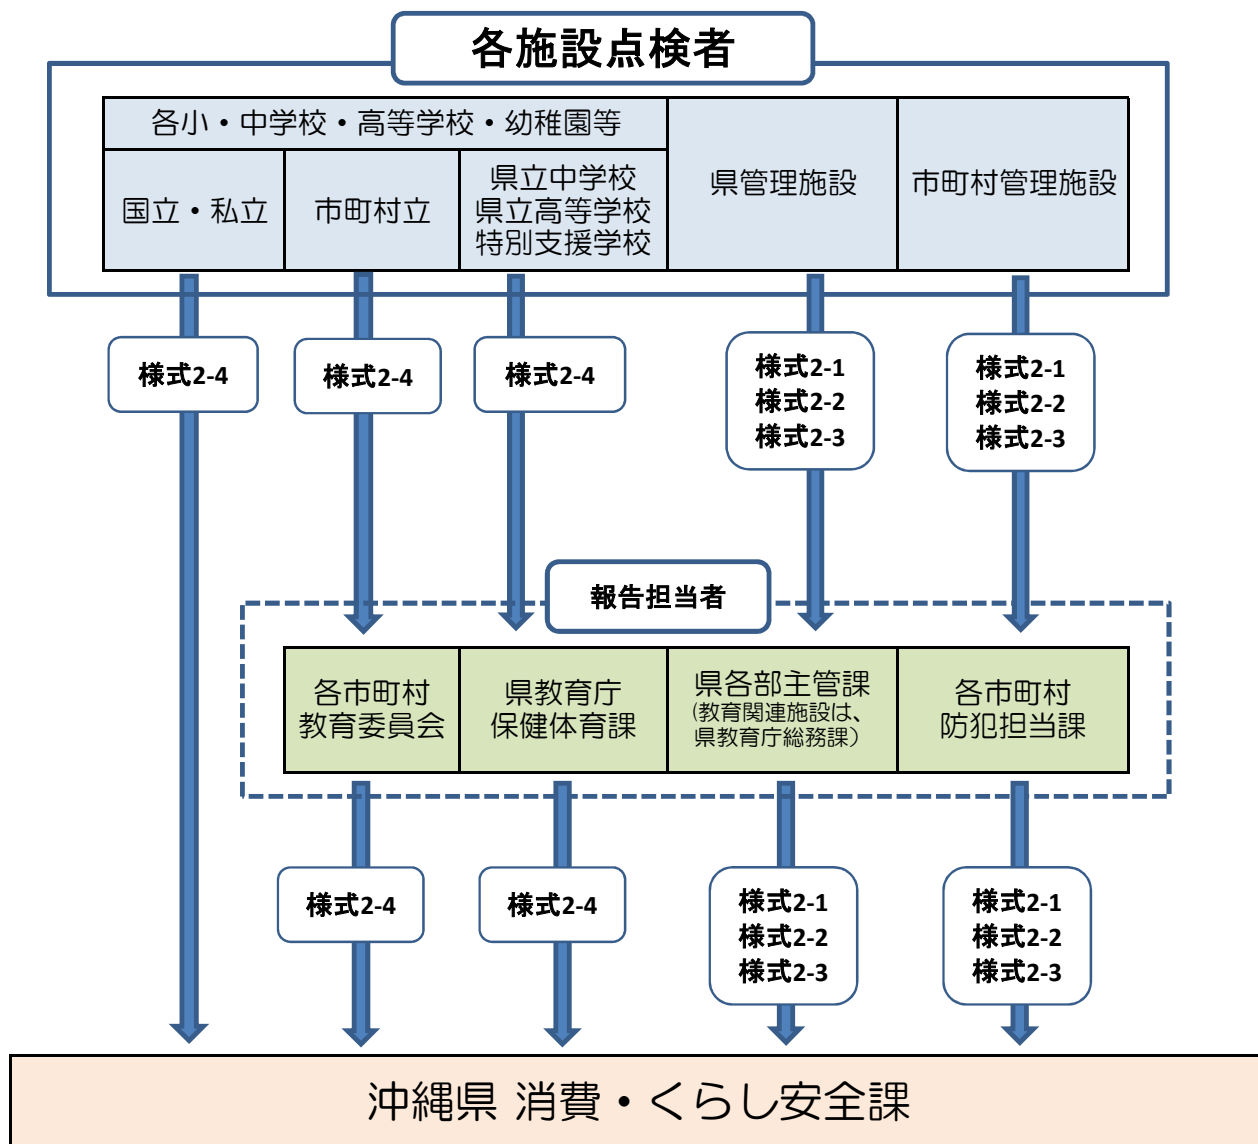 各施設点検者
各小・中学校・高等学校・幼稚園等
国立・私立
市町村立
県立中学校
県立高等学校
特別支援学校
県管理施設
市町村管理施設
様式2-4
様式2-4
様式2-4
様式2-1
様式2-2
様式2-3
様式2-1
様式2-2
様式2-3
報告担当者
各市町村
教育委員会
県教育庁
保健体育課
県各部主管課
(教育関連施設は、
県教育庁総務課)
各市町村
防犯担当課
様式2-4
様式2-4
様式2-1
様式2-2
様式2-3
様式2-1
様式2-2
様式2-3
沖縄県 消費・くらし安全課